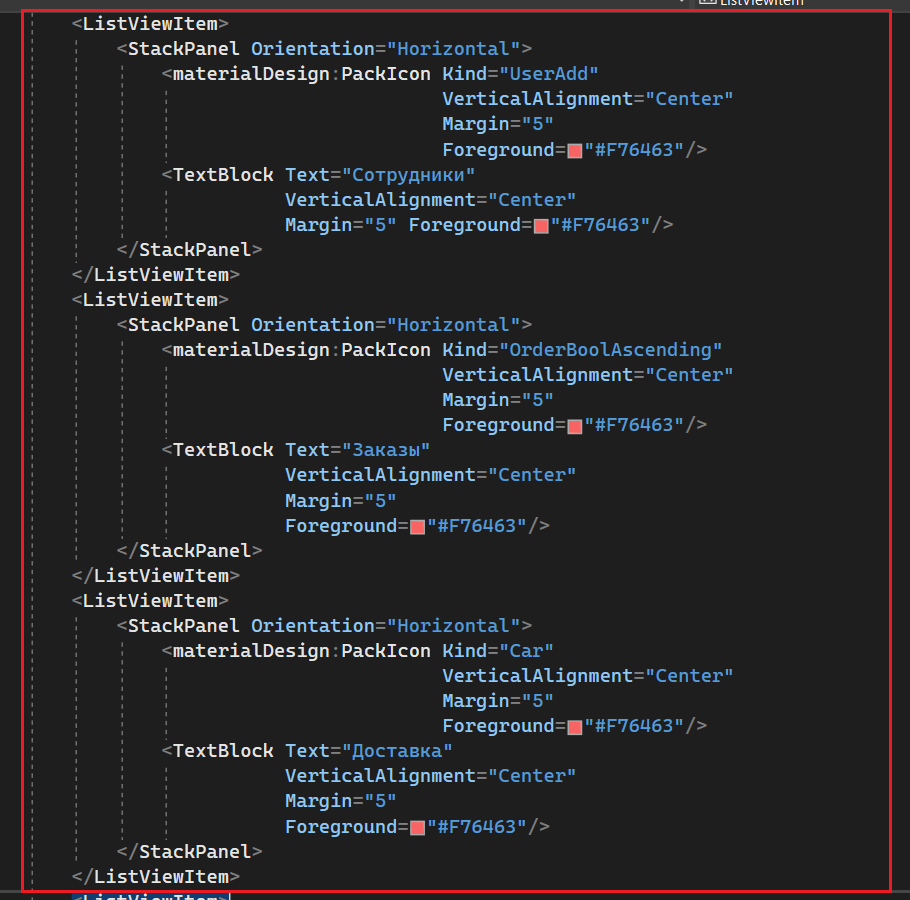 ListViewItem
<ListViewItem>
<StackPanel Orientation="Horizontal">
<materialDesign:PackIcon Kind="UserAdd"
VerticalAlignment="Center"
Margin="5"
Foreground="#F76463"/>
<TextBlock Text="Сотрудники"
VerticalAlignment="Center"
Margin="5" Foreground="#F76463"/>
</StackPanel>
</ListViewItem>
<ListViewItem>
<StackPanel Orientation="Horizontal">
<materialDesign:PackIcon Kind="OrderBoolAscending"
VerticalAlignment="Center"
Margin="5"
Foreground="#F76463"/>
<TextBlock Text="Заказы"
VerticalAlignment="Center"
Margin="5"
Foreground="#F76463"/>
</StackPanel>
</ListViewItem>
<ListViewItem>
<StackPanel Orientation="Horizontal">
<materialDesign:PackIcon Kind="Car"
VerticalAlignment="Center"
Margin="5"
Foreground="#F76463"/>
<TextBlock Text="Доставка"
VerticalAlignment="Center"
Margin="5"
Foreground="#F76463"/>
</StackPanel>
</ListViewItem>
<ListViewItem>